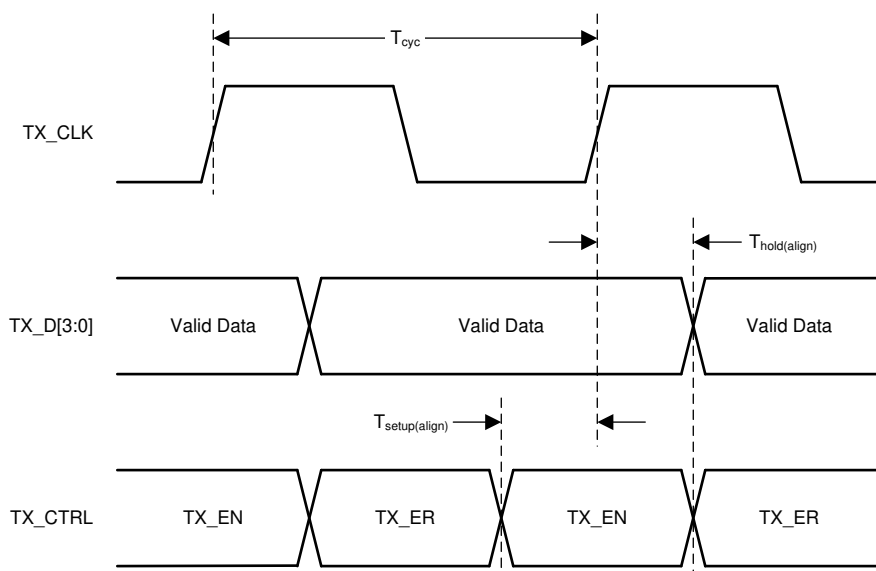 T_cyc
TX_CLK
T_hold(align)
TX_D[3:0] Valid Data Valid Data Valid Data
T_setup(align)
TX_CTRL TX_EN TX_ER TX_EN TX_ER